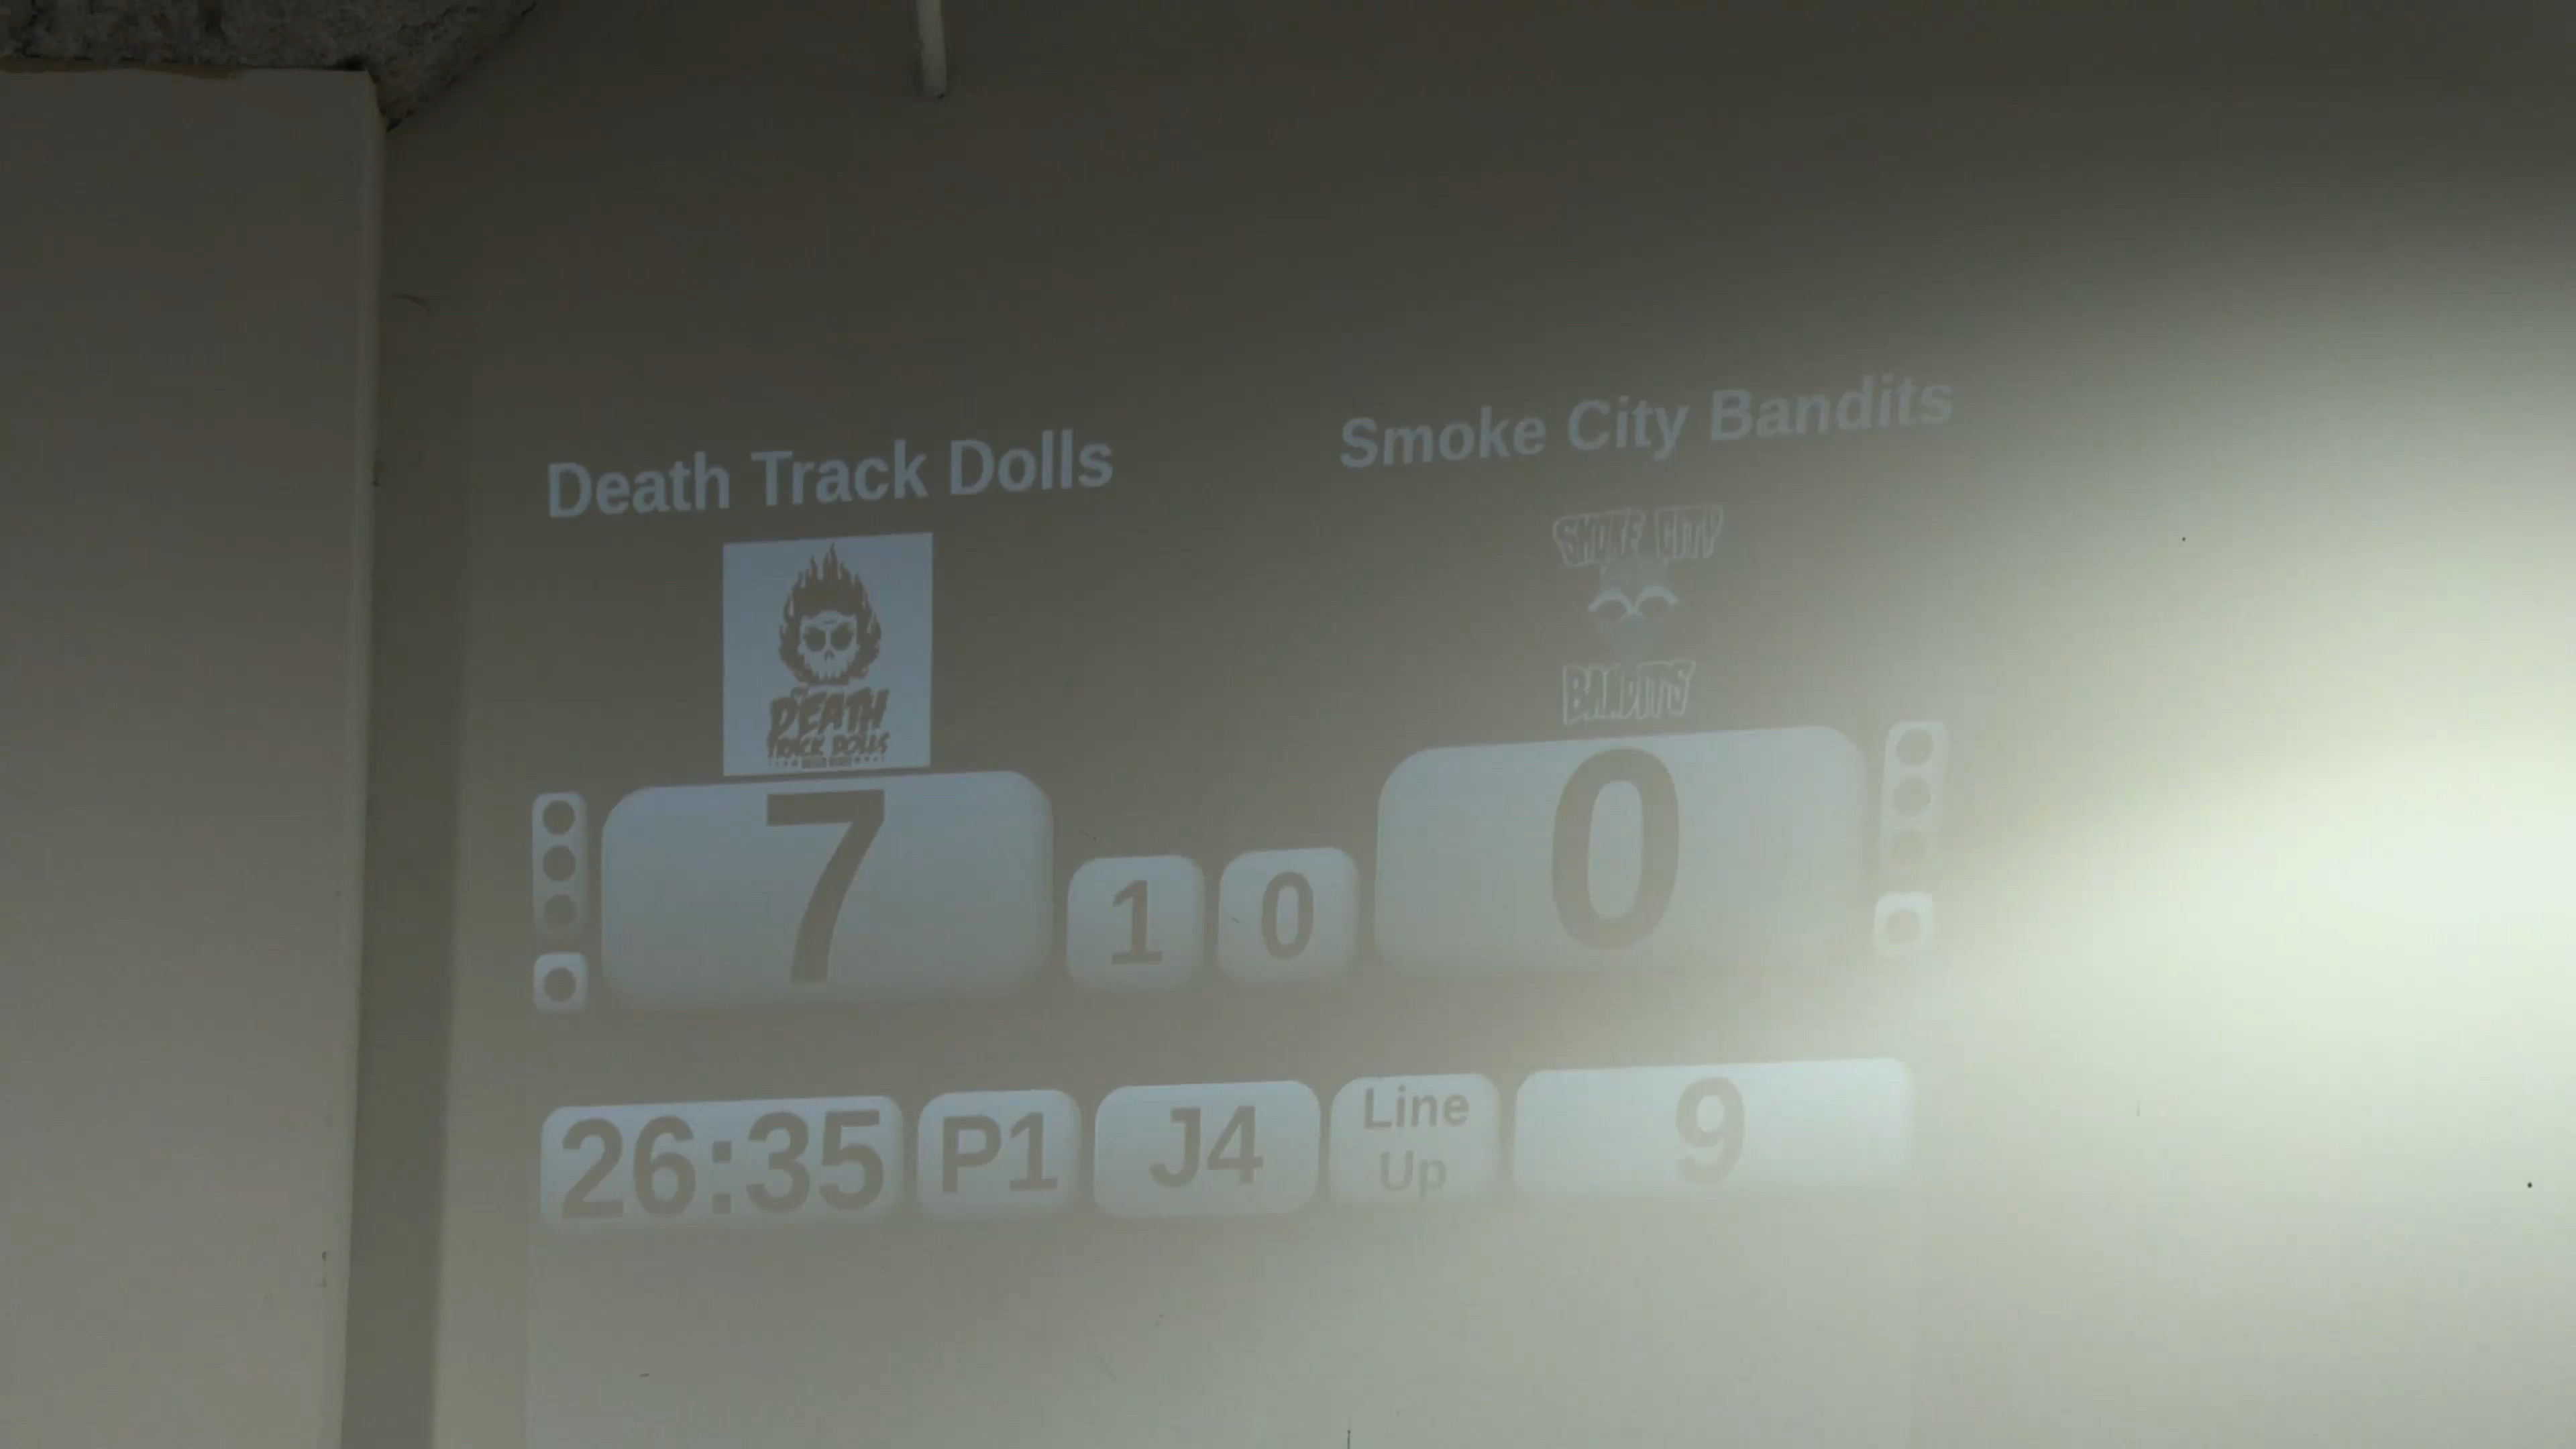 Death Track Dolls
Smoke City Bandits
DEATH
TRACK DOLLS
SMOKE CITY
BANDITS
7
1
0
0
26:35
P1
J4
Line
Up
9